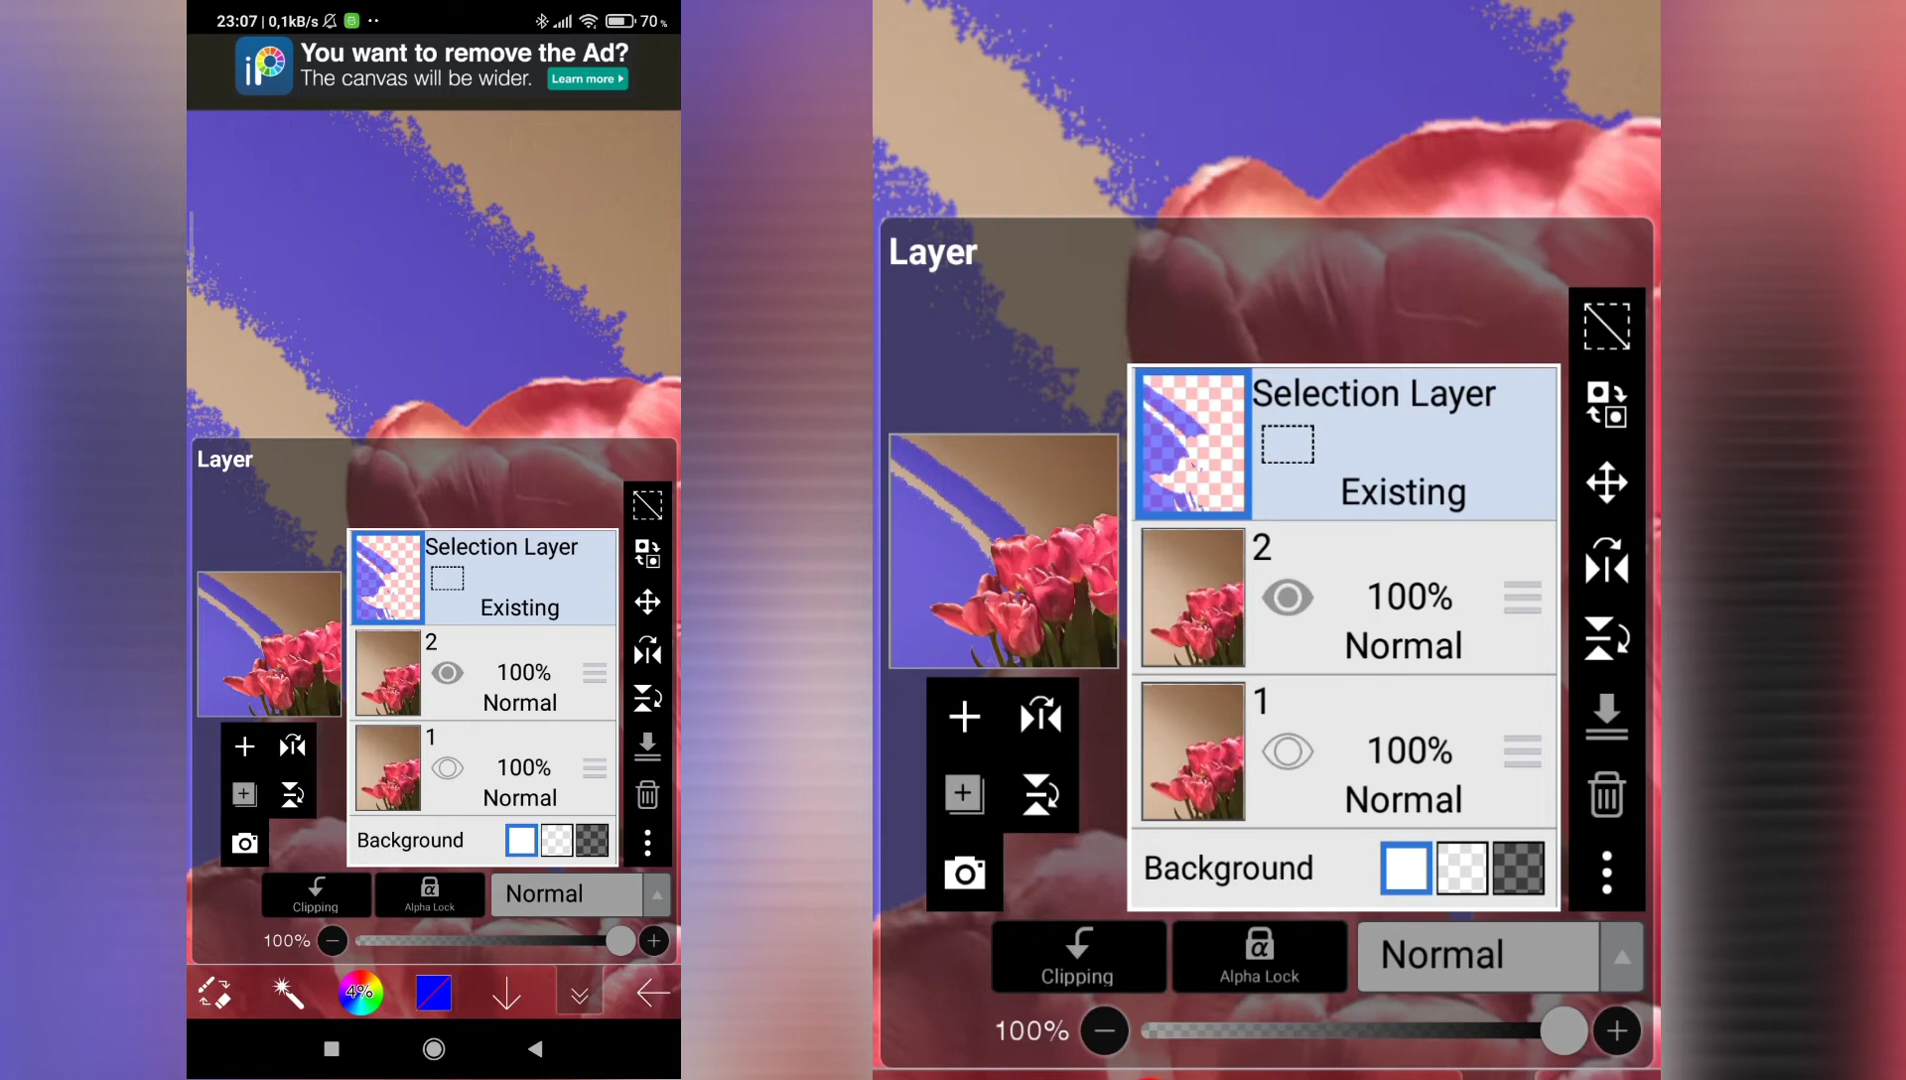 23:07 | 0,1kB/s
70 %
iP
You want to remove the Ad?
The canvas will be wider.
Learn more
Layer
Selection Layer
Existing
2
100%
Normal
1
100%
Normal
Background
Clipping
α
Alpha Lock
Normal
100%
4%
Layer
Selection Layer
Existing
2
100%
Normal
1
100%
Normal
Background
Clipping
α
Alpha Lock
Normal
100%